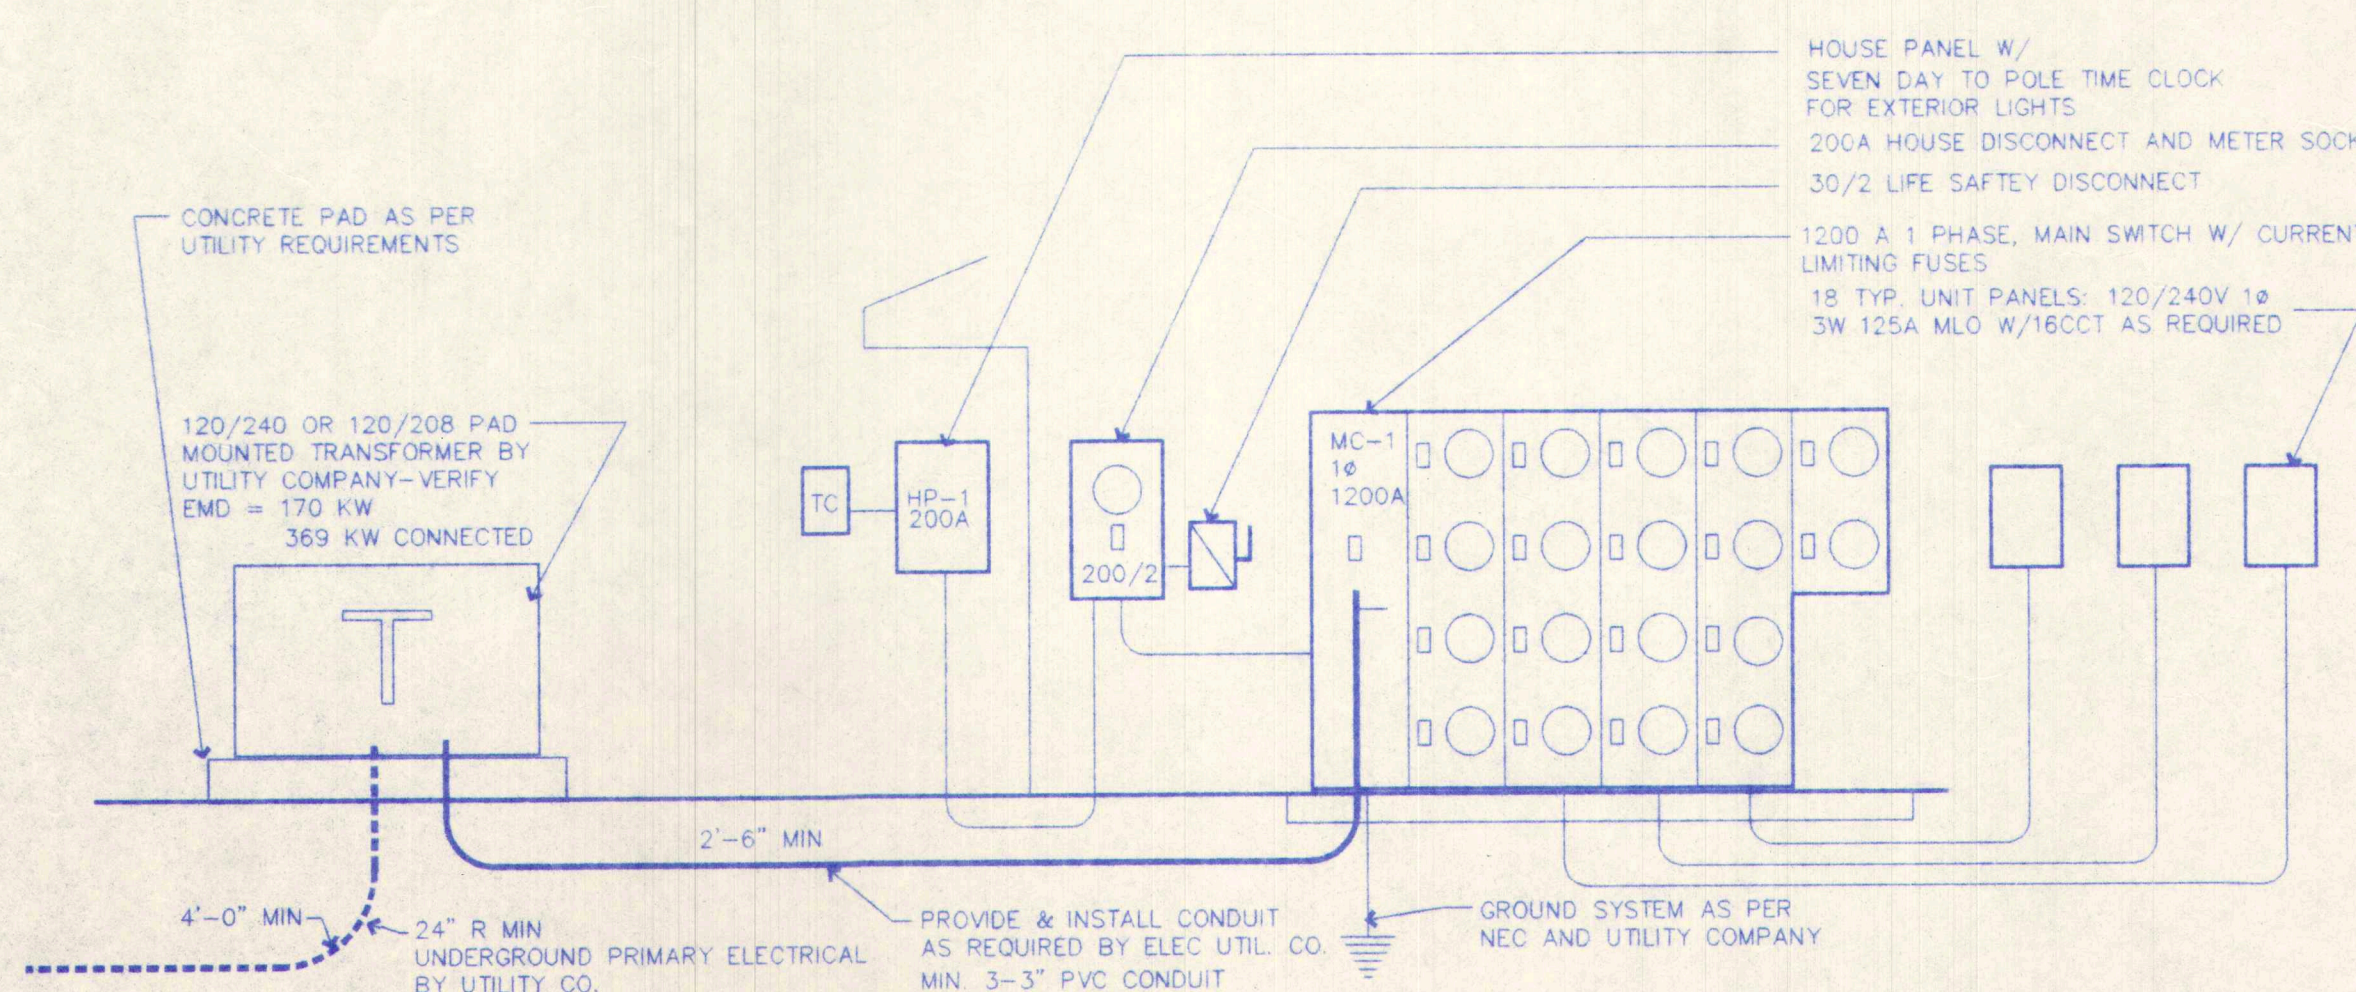 HOUSE PANEL W/
SEVEN DAY TO POLE TIME CLOCK
FOR EXTERIOR LIGHTS
200A HOUSE DISCONNECT AND METER SOCK
30/2 LIFE SAFTEY DISCONNECT
1200 A 1 PHASE, MAIN SWITCH W/ CURRENT
LIMITING FUSES
18 TYP. UNIT PANELS: 120/240V 1ø
3W 125A MLO W/16CCT AS REQUIRED
CONCRETE PAD AS PER
UTILITY REQUIREMENTS
120/240 OR 120/208 PAD
MOUNTED TRANSFORMER BY
UTILITY COMPANY-VERIFY
EMD = 170 KW
369 KW CONNECTED
T
TC
HP-1
200A
200/2
MC-1
1ø
1200A
2'-6" MIN
4'-0" MIN
24" R MIN
UNDERGROUND PRIMARY ELECTRICAL
BY UTILITY CO.
PROVIDE & INSTALL CONDUIT
AS REQUIRED BY ELEC UTIL. CO.
MIN. 3-3" PVC CONDUIT
GROUND SYSTEM AS PER
NEC AND UTILITY COMPANY